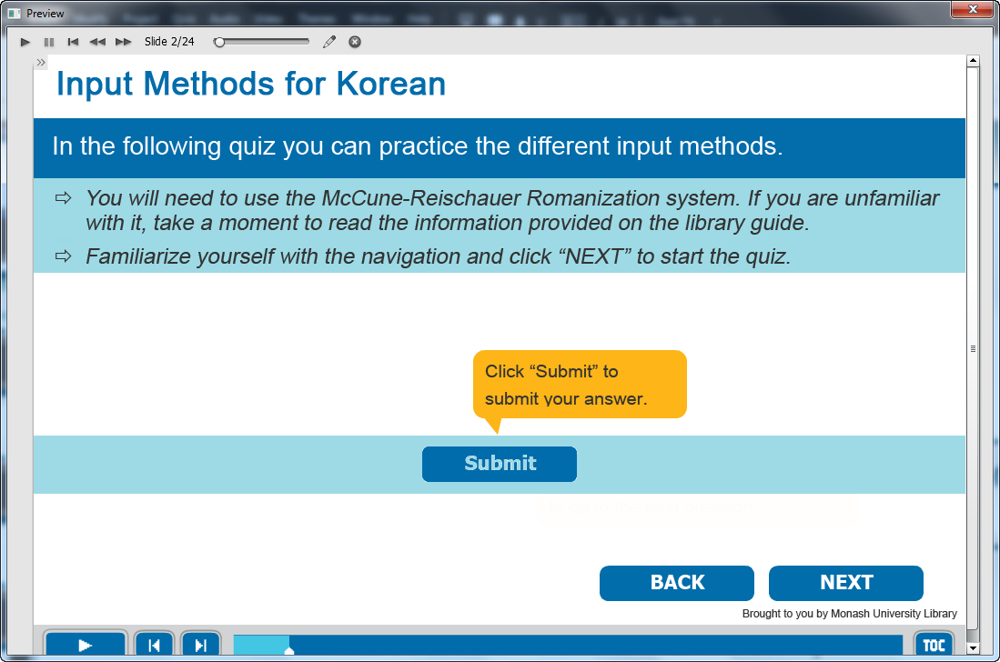 Preview
Slide 2/24
Input Methods for Korean
In the following quiz you can practice the different input methods.
⇨ You will need to use the McCune-Reischauer Romanization system. If you are unfamiliar
with it, take a moment to read the information provided on the library guide.
⇨ Familiarize yourself with the navigation and click “NEXT” to start the quiz.
Click “Submit” to
submit your answer.
Submit
BACK NEXT
Brought to you by Monash University Library
TOC